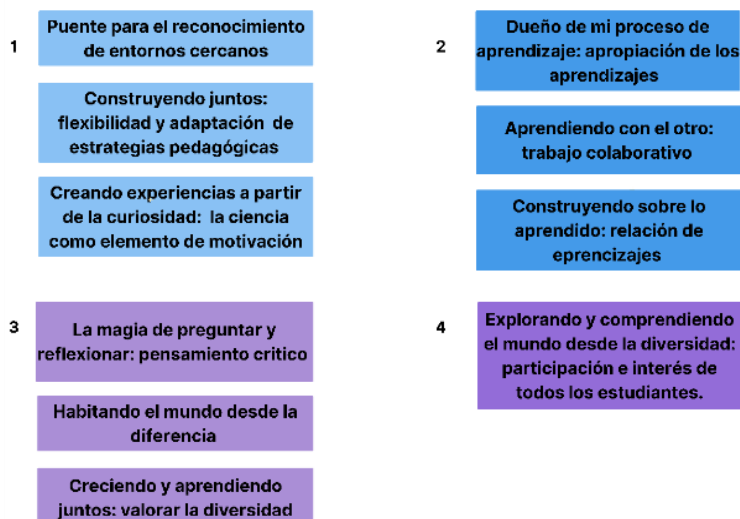 1
Puente para el reconocimiento
de entornos cercanos
Construyendo juntos:
flexibilidad y adaptación de
estrategias pedagógicas
Creando experiencias a partir
de la curiosidad: la ciencia
como elemento de motivación
2
Dueño de mi proceso de
aprendizaje: apropiación de los
aprendizajes
Aprendiendo con el otro:
trabajo colaborativo
Construyendo sobre lo
aprendido: relación de
eprencizajes
3
La magia de preguntar y
reflexionar: pensamiento critico
Habitando el mundo desde la
diferencia
Creciendo y aprendiendo
juntos: valorar la diversidad
4
Explorando y comprendiendo
el mundo desde la diversidad:
participación e interés de
todos los estudiantes.